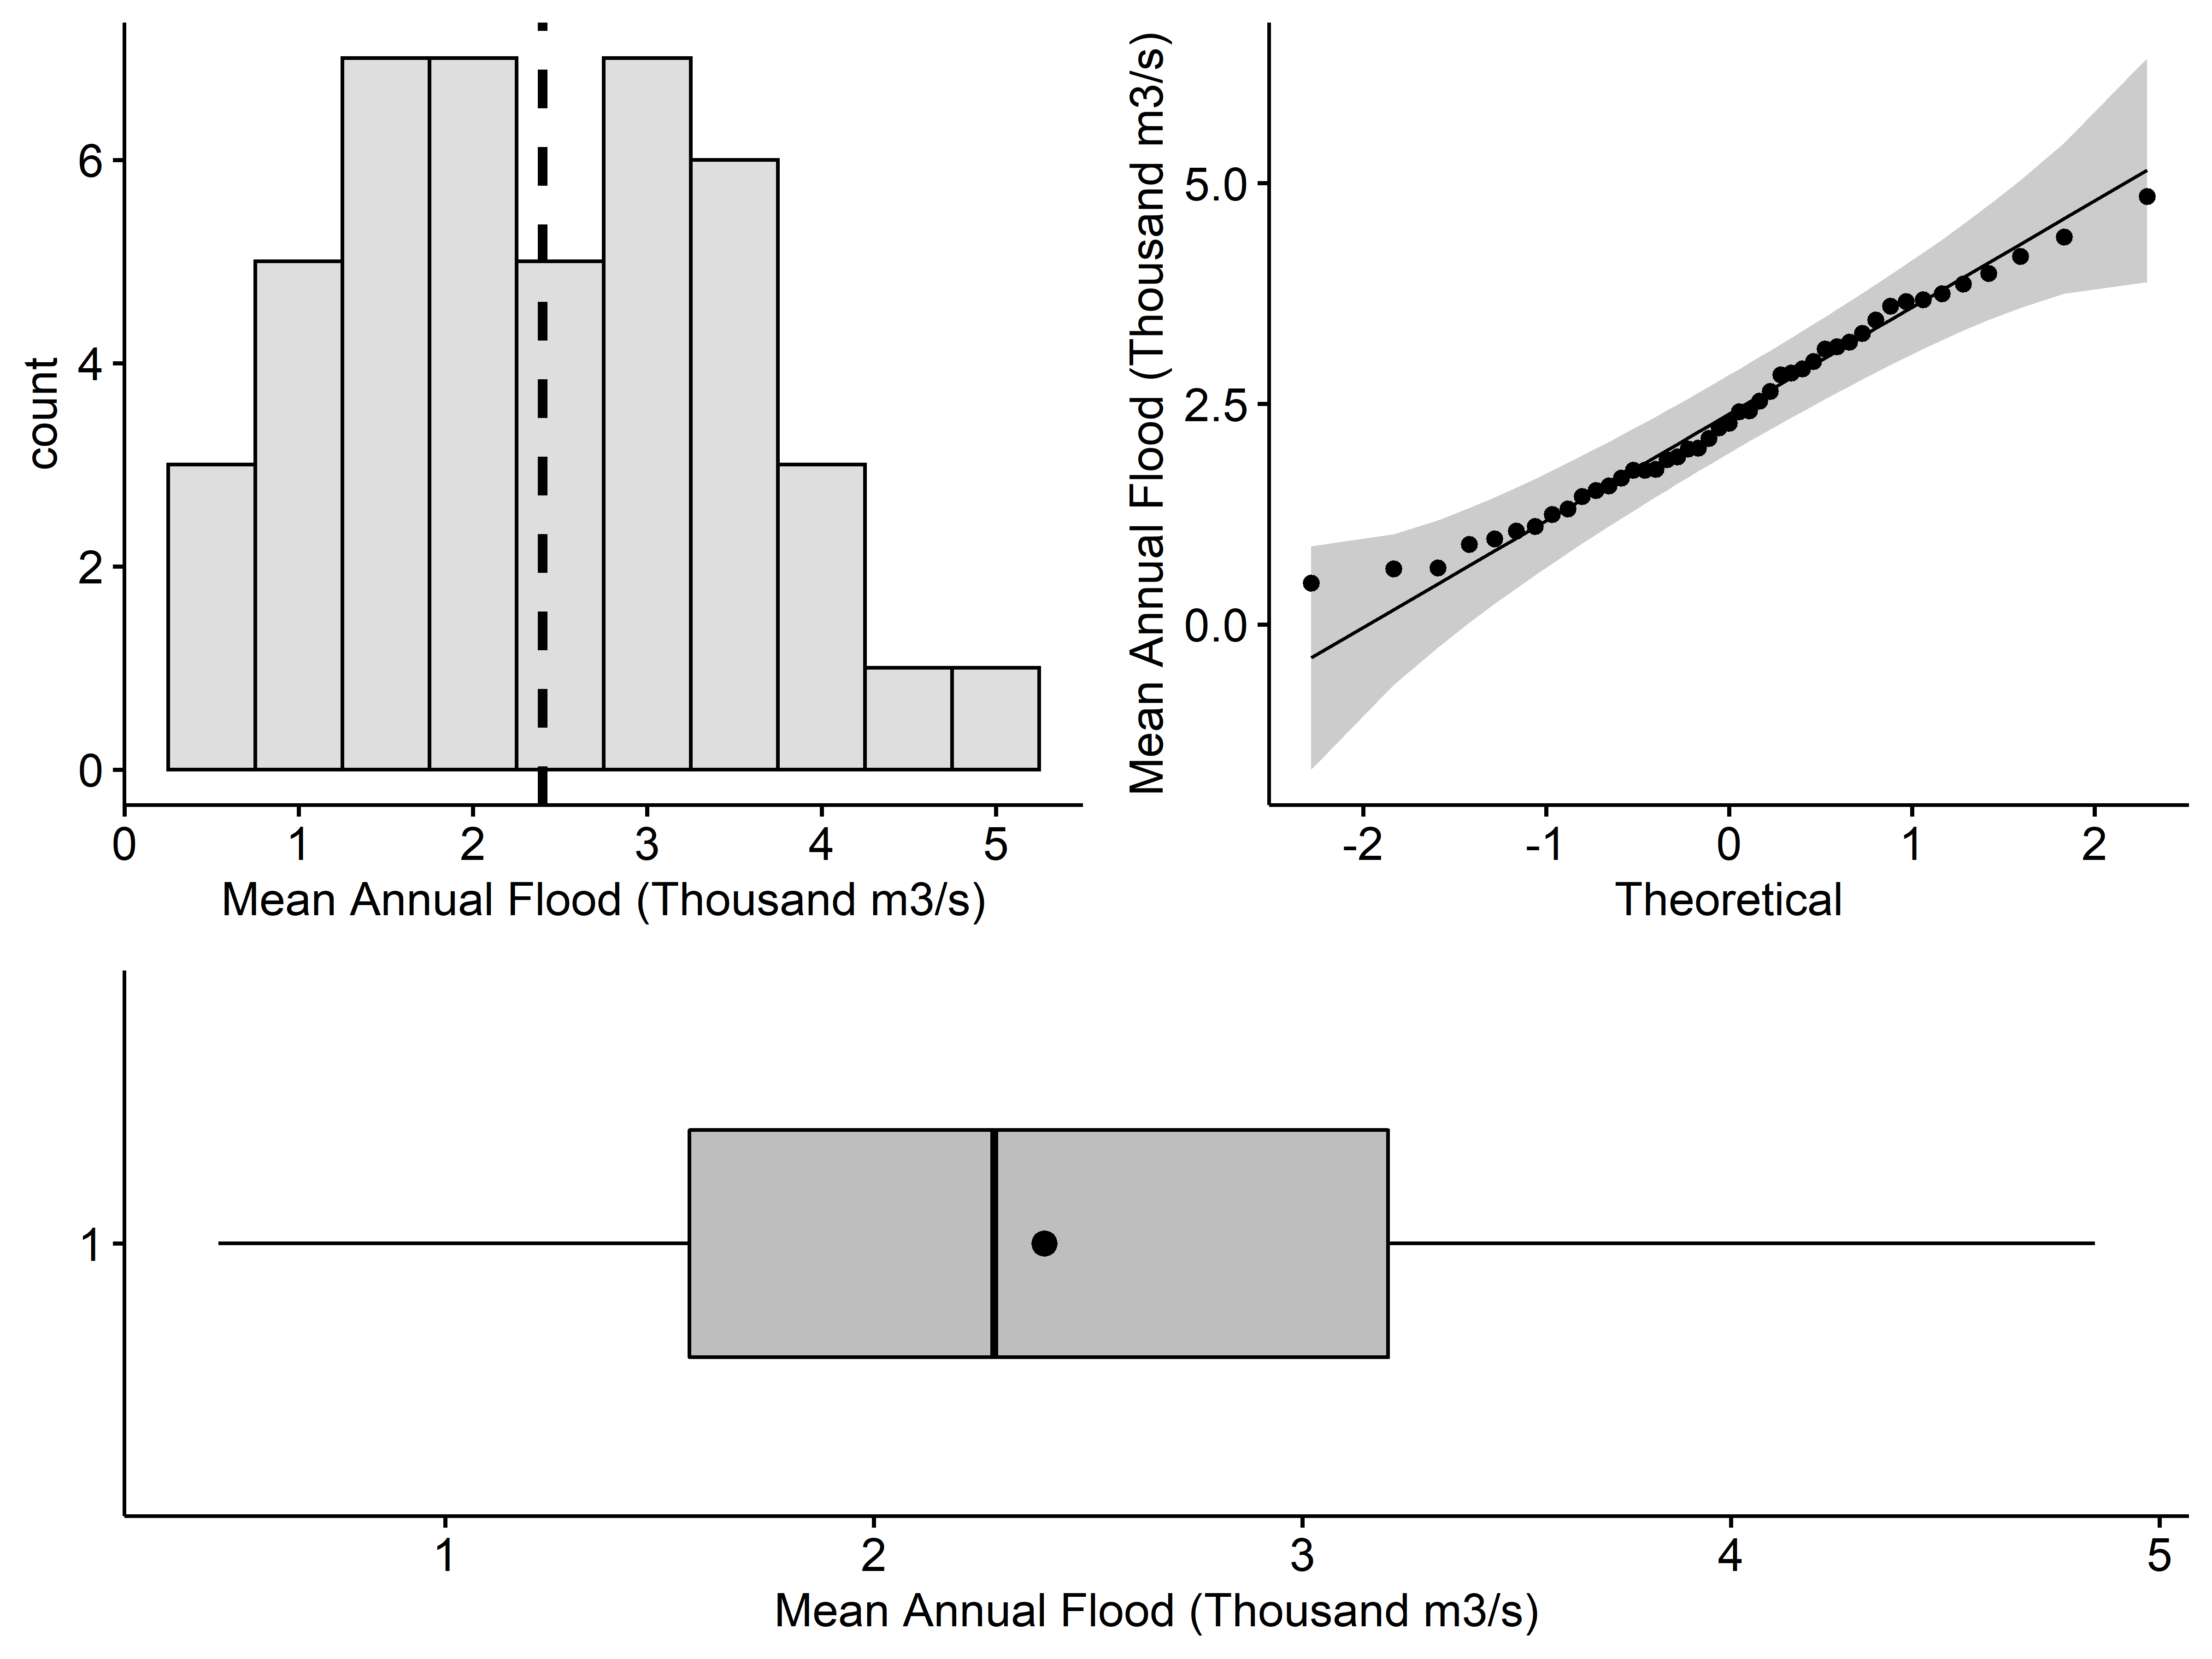 count
6
4
2
0
0 1 2 3 4 5
Mean Annual Flood (Thousand m3/s)
Mean Annual Flood (Thousand m3/s)
5.0
2.5
0.0
-2 -1 0 1 2
Theoretical
1
1 2 3 4 5
Mean Annual Flood (Thousand m3/s)